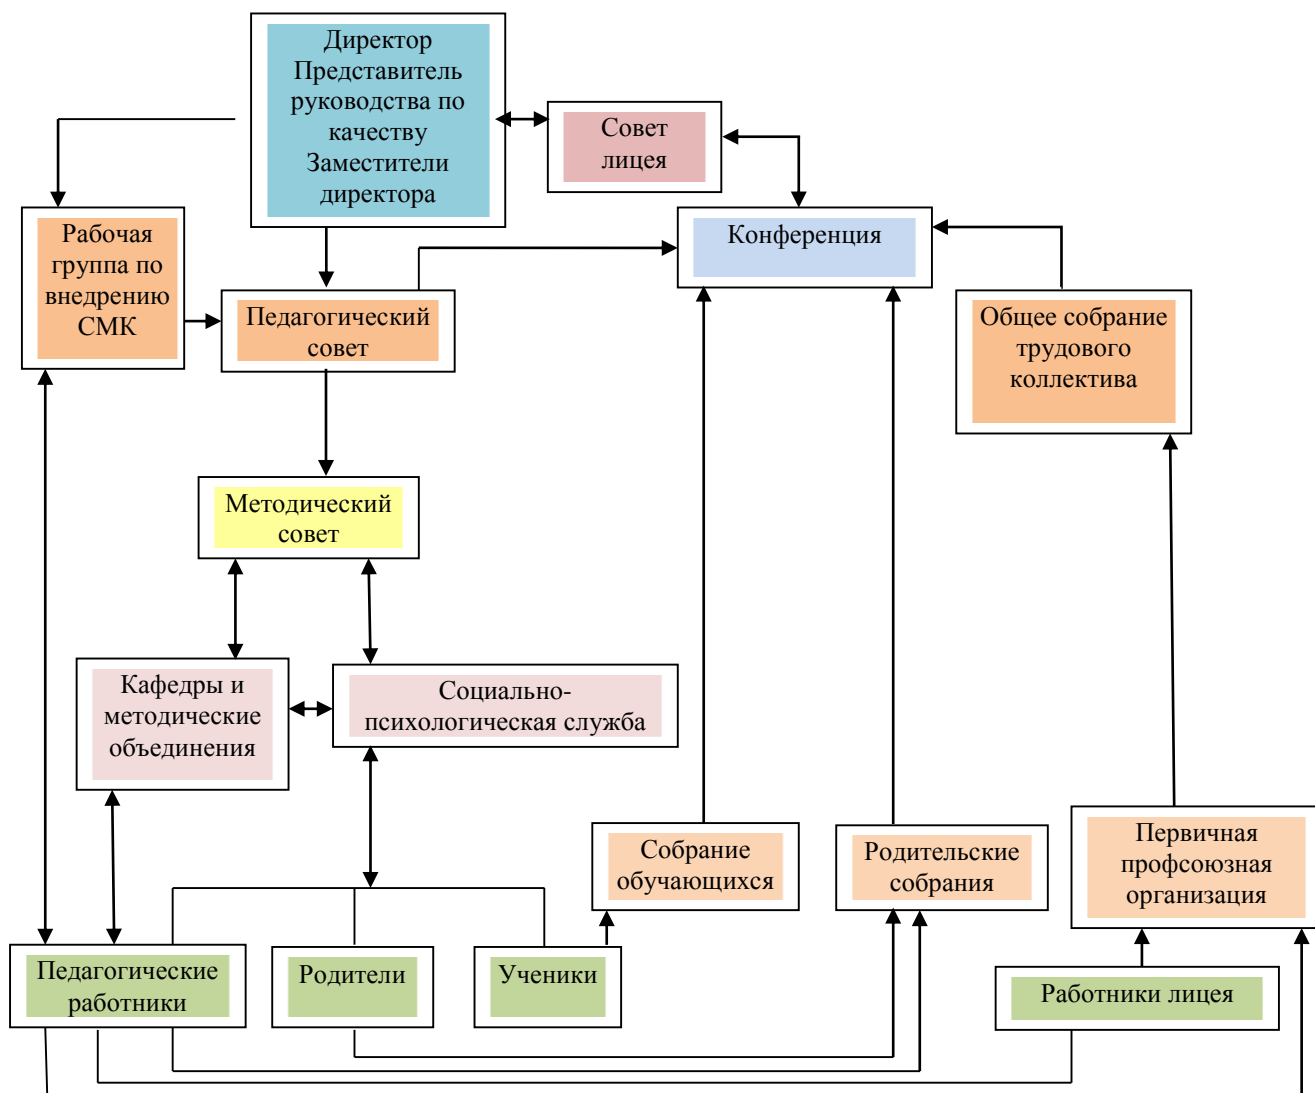 Директор
Представитель
руководства по
качеству
Заместители
директора
Совет
лицея
Рабочая
группа по
внедрению
СМК
Конференция
Педагогический
совет
Общее собрание
трудового
коллектива
Методический
совет
Кафедры и
методические
объединения
Социально-
психологическая служба
Собрание
обучающихся
Родительские
собрания
Первичная
профсоюзная
организация
Педагогические
работники
Родители
Ученики
Работники лицея